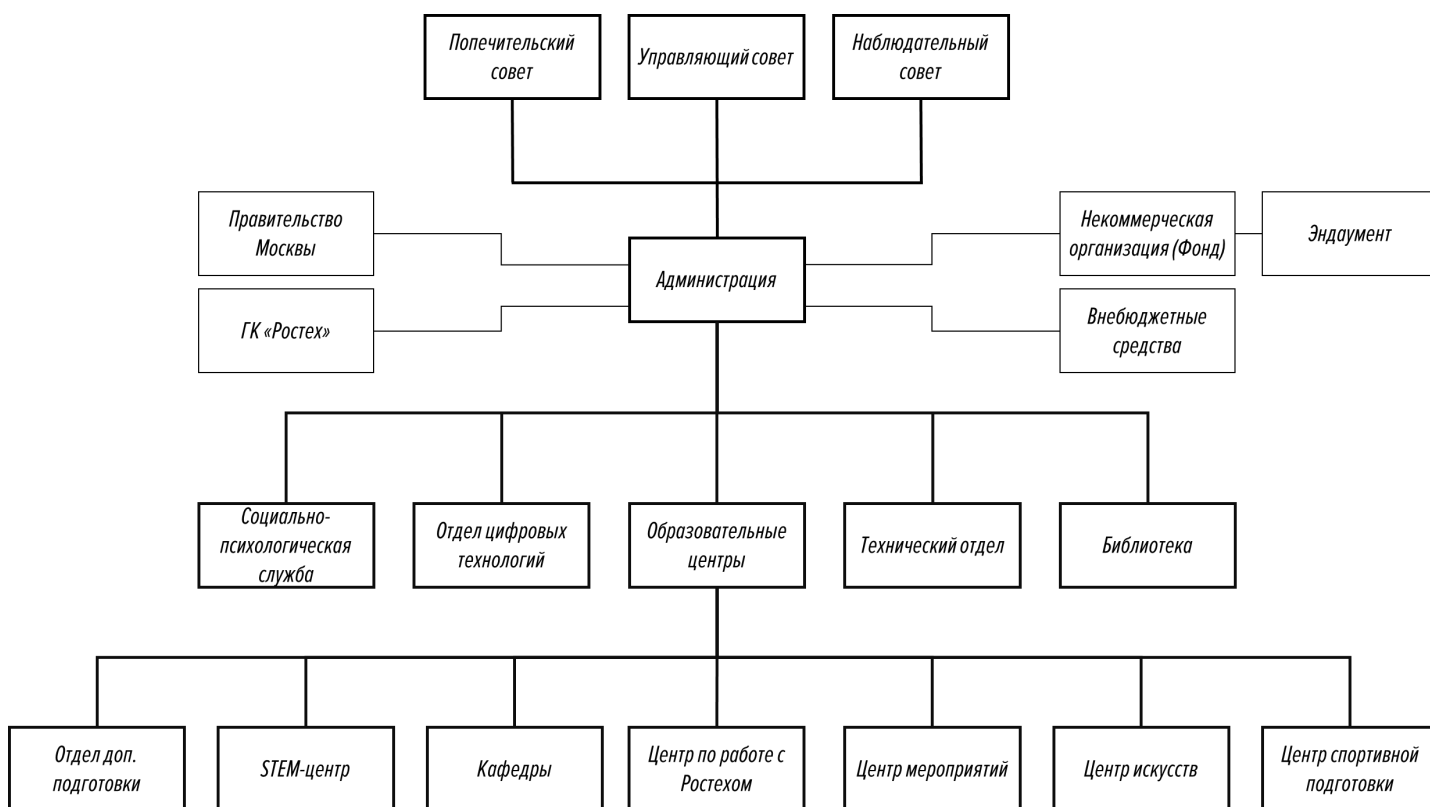 Попечительский
совет
Управляющий совет
Наблюдательный
совет
Правительство
Москвы
Некоммерческая
организация (Фонд)
Эндаумент
Администрация
ГК «Ростех»
Внебюджетные
средства
Социально-
психологическая
служба
Отдел цифровых
технологий
Образовательные
центры
Технический отдел
Библиотека
Отдел доп.
подготовки
STEM-центр
Кафедры
Центр по работе с
Ростехом
Центр мероприятий
Центр искусств
Центр спортивной
подготовки